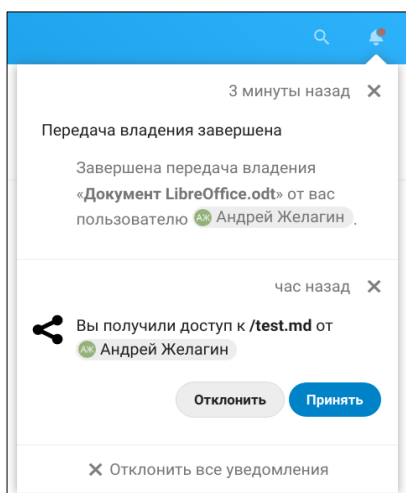 3 минуты назад
Передача владения завершена
Завершена передача владения
«Документ LibreOffice.odt» от вас
пользователю АЖ Андрей Желагин .
час назад
Вы получили доступ к /test.md от
АЖ Андрей Желагин
Отклонить Принять
Отклонить все уведомления